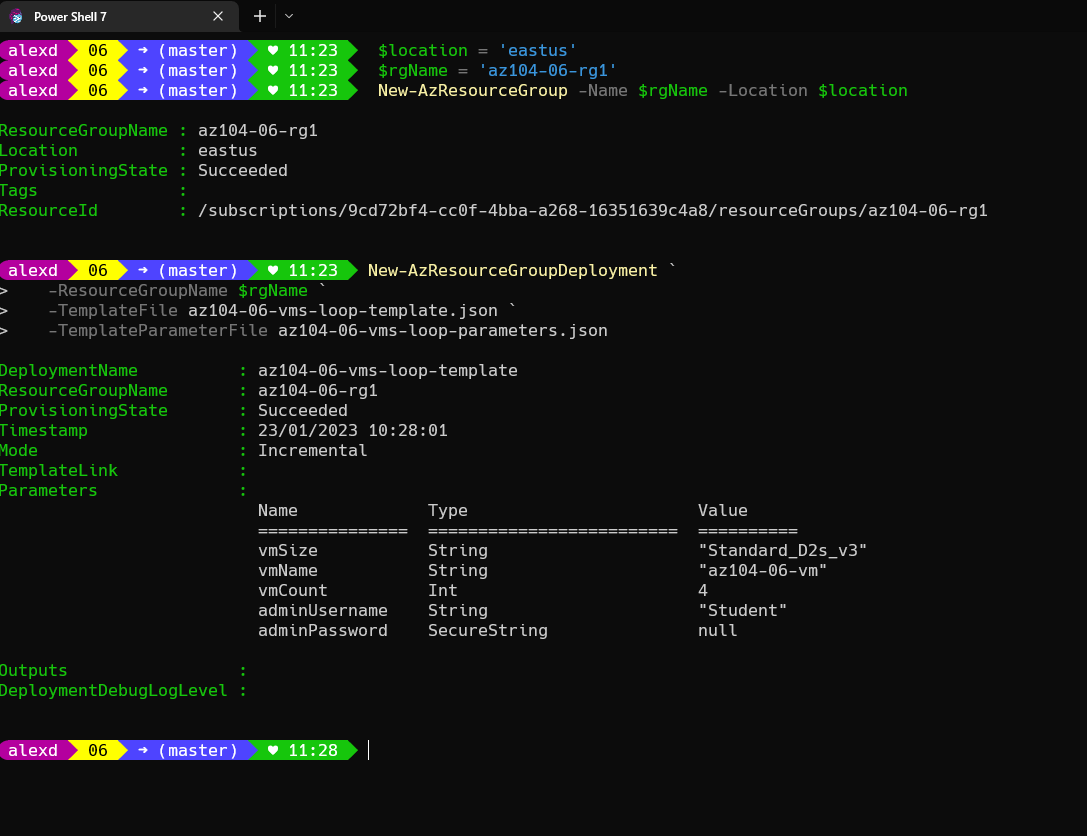 Power Shell 7
alexd 06 → (master) ♥ 11:23 $location = 'eastus'
alexd 06 → (master) ♥ 11:23 $rgName = 'az104-06-rg1'
alexd 06 → (master) ♥ 11:23 New-AzResourceGroup -Name $rgName -Location $location
ResourceGroupName : az104-06-rg1
Location : eastus
ProvisioningState : Succeeded
Tags :
ResourceId : /subscriptions/9cd72bf4-cc0f-4bba-a268-16351639c4a8/resourceGroups/az104-06-rg1
alexd 06 → (master) ♥ 11:23 New-AzResourceGroupDeployment `
> -ResourceGroupName $rgName `
> -TemplateFile az104-06-vms-loop-template.json `
> -TemplateParameterFile az104-06-vms-loop-parameters.json
DeploymentName : az104-06-vms-loop-template
ResourceGroupName : az104-06-rg1
ProvisioningState : Succeeded
Timestamp : 23/01/2023 10:28:01
Mode : Incremental
TemplateLink :
Parameters :
Name Type Value
=============== ========================= ==========
vmSize String "Standard_D2s_v3"
vmName String "az104-06-vm"
vmCount Int 4
adminUsername String "Student"
adminPassword SecureString null
Outputs :
DeploymentDebugLogLevel :
alexd 06 → (master) ♥ 11:28